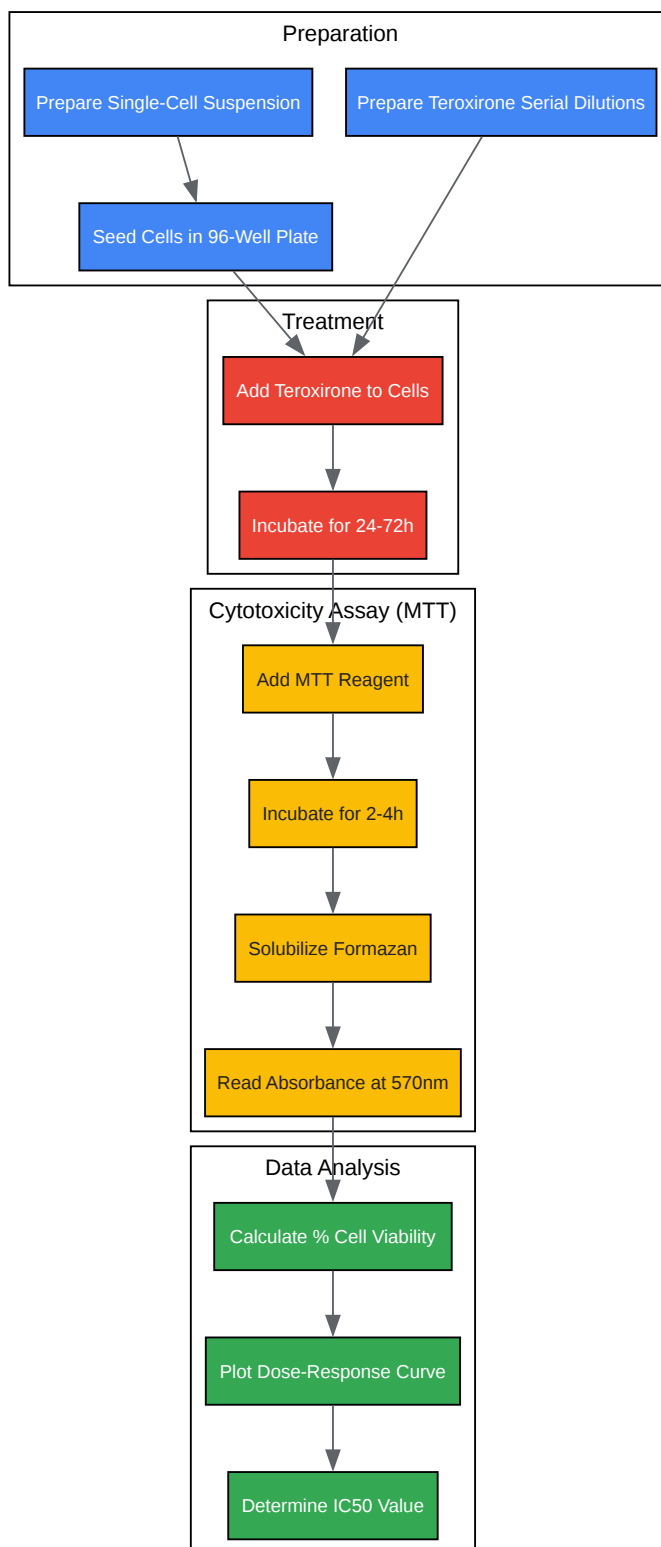 Preparation
Prepare Single-Cell Suspension
Prepare Teroxirone Serial Dilutions
Seed Cells in 96-Well Plate
Treatment
Add Teroxirone to Cells
Incubate for 24-72h
Cytotoxicity Assay (MTT)
Add MTT Reagent
Incubate for 2-4h
Solubilize Formazan
Read Absorbance at 570nm
Data Analysis
Calculate % Cell Viability
Plot Dose-Response Curve
Determine IC50 Value